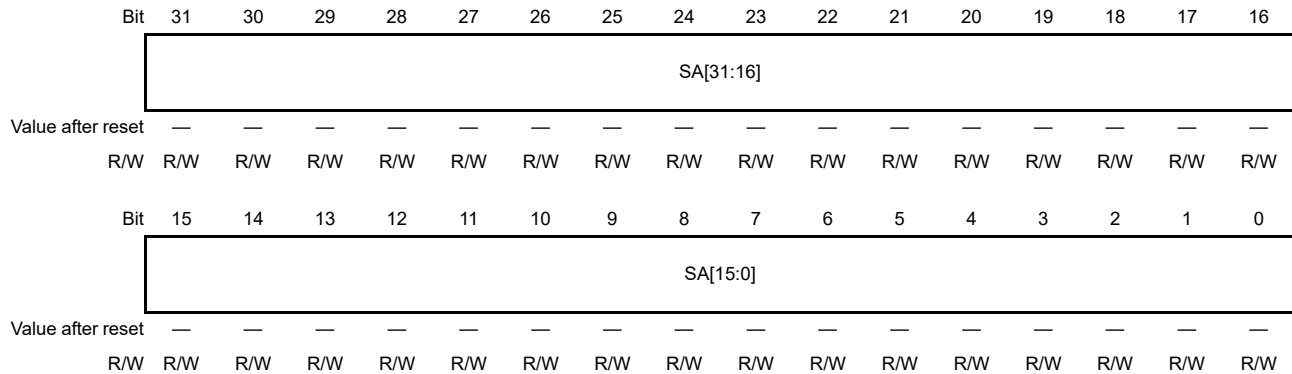 Bit 31 30 29 28 27 26 25 24 23 22 21 20 19 18 17 16
SA[31:16]
Value after reset — — — — — — — — — — — — — — — —
R/W R/W R/W R/W R/W R/W R/W R/W R/W R/W R/W R/W R/W R/W R/W R/W R/W
Bit 15 14 13 12 11 10 9 8 7 6 5 4 3 2 1 0
SA[15:0]
Value after reset — — — — — — — — — — — — — — — —
R/W R/W R/W R/W R/W R/W R/W R/W R/W R/W R/W R/W R/W R/W R/W R/W R/W